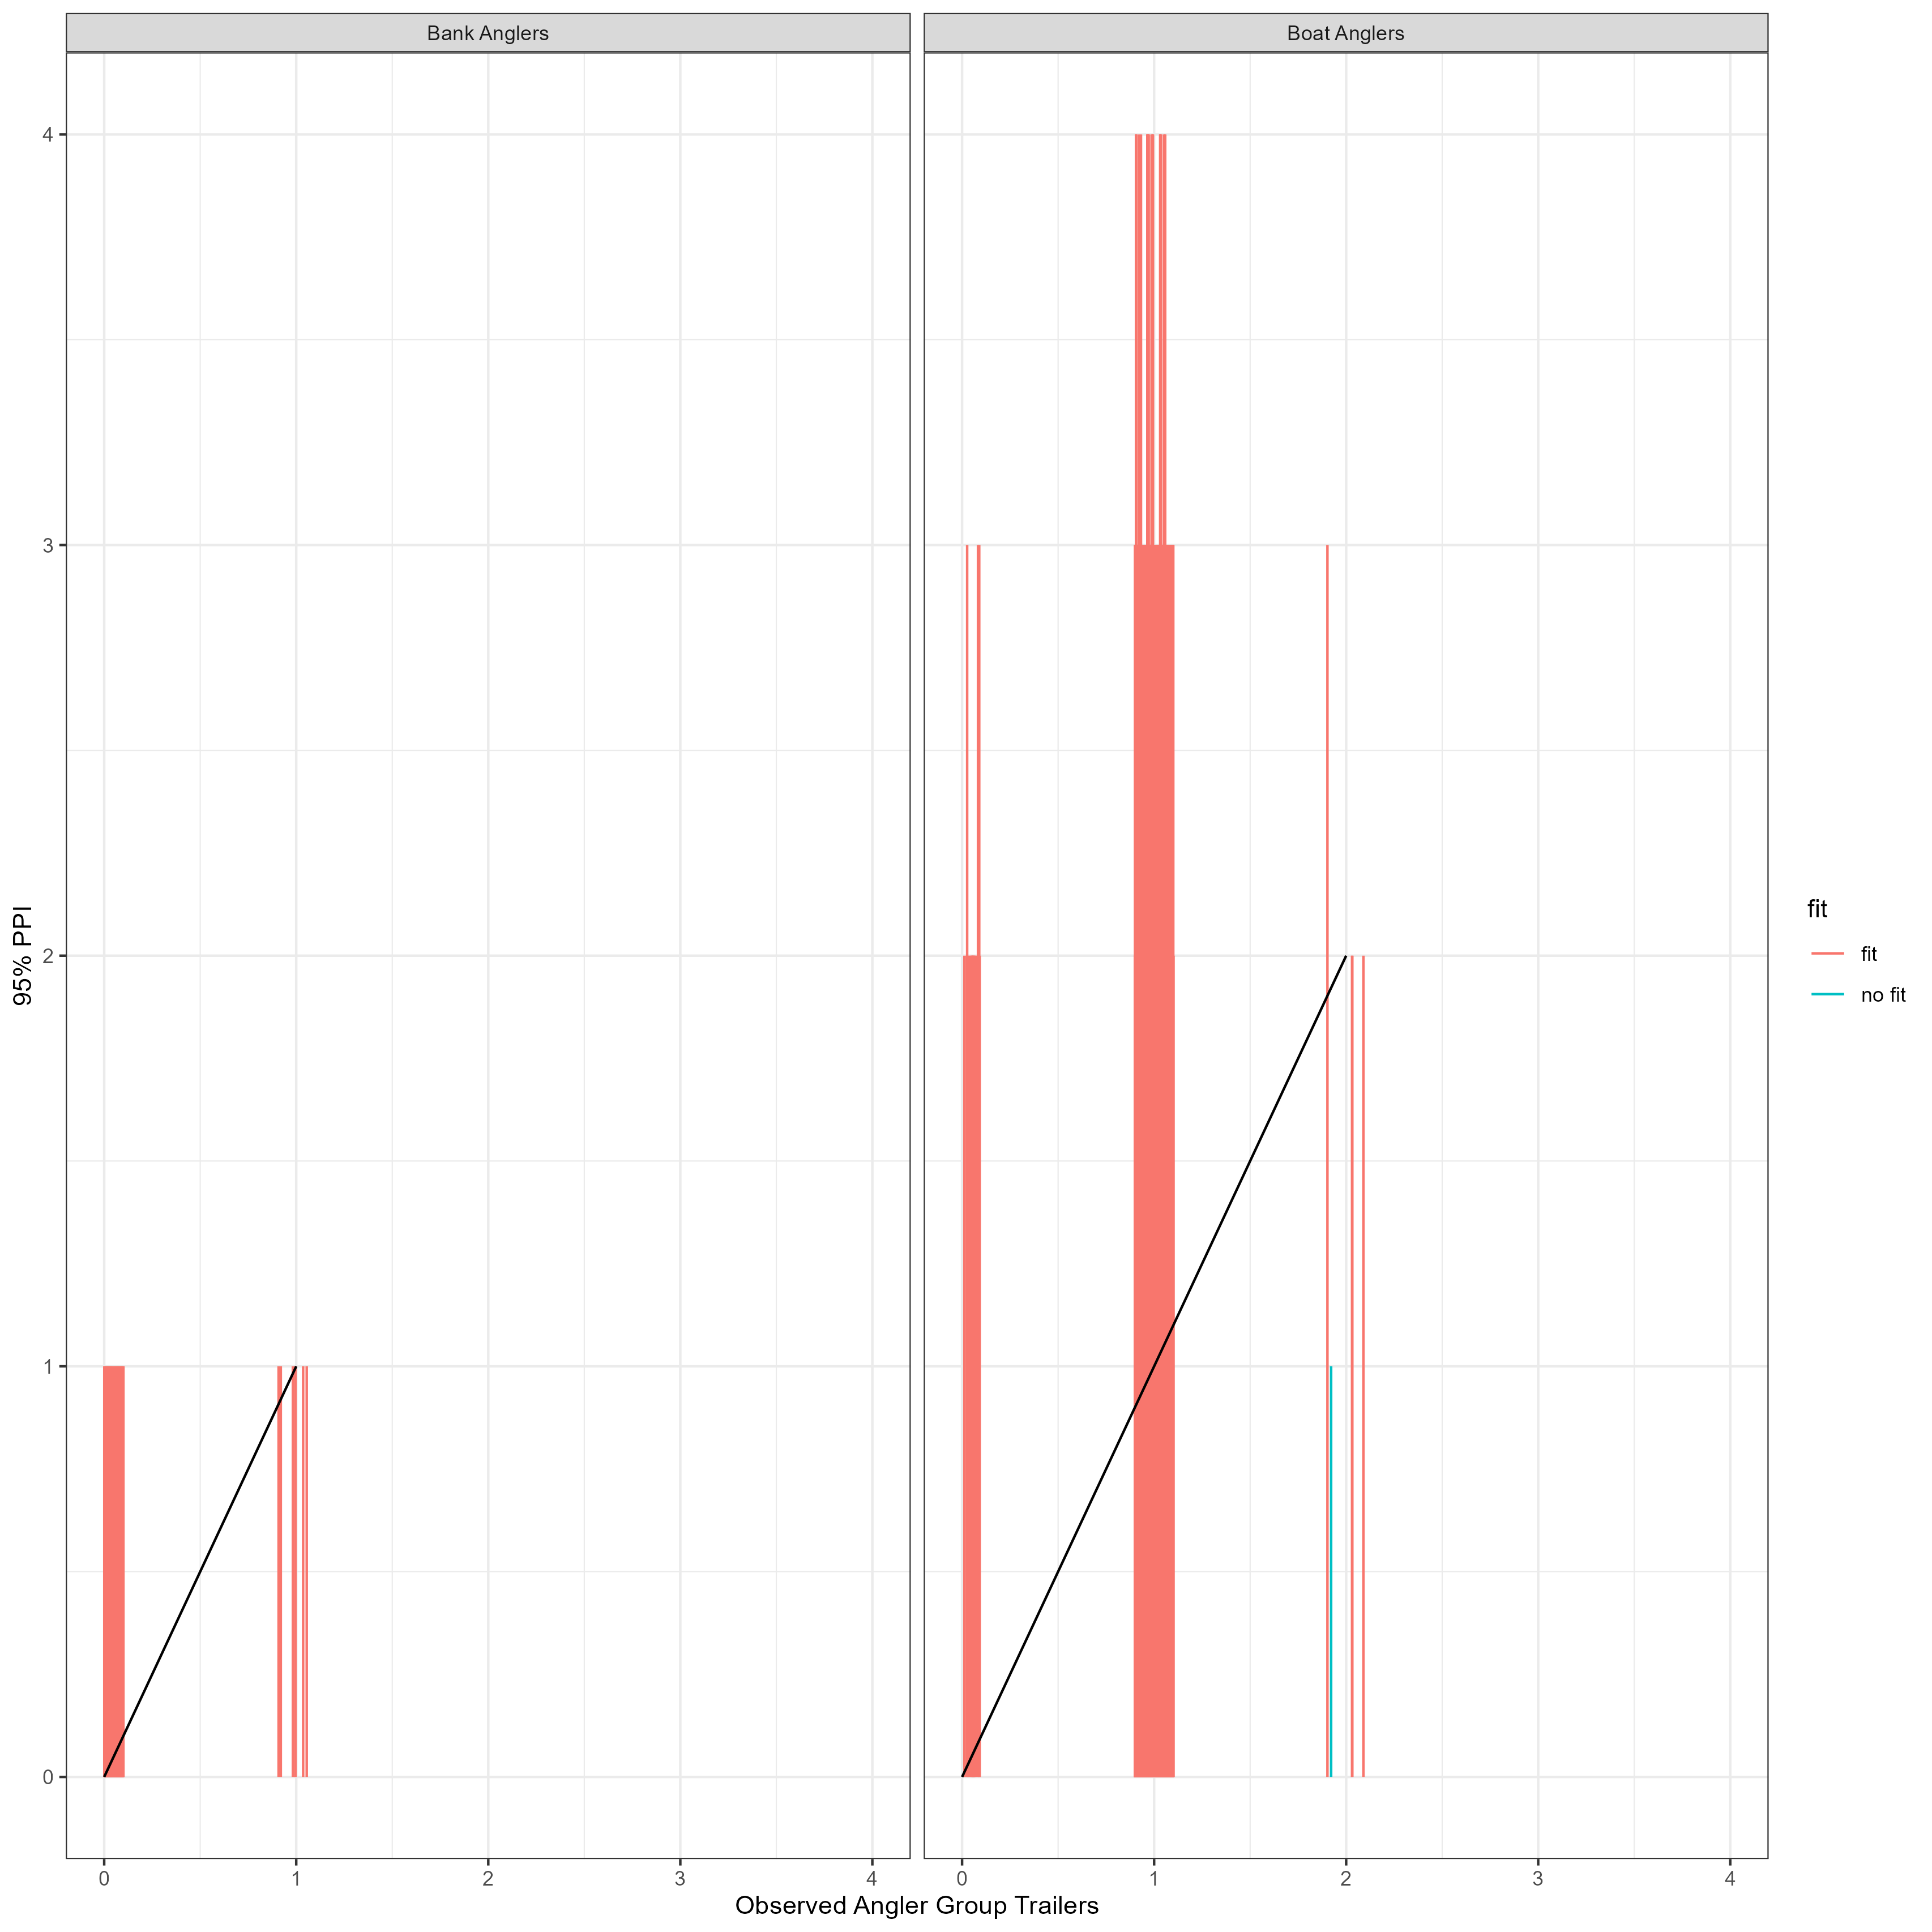 Bank Anglers
Boat Anglers
95% PPI
4
3
2
1
0
0 1 2 3 4
0 1 2 3 4
Observed Angler Group Trailers
fit
fit
no fit